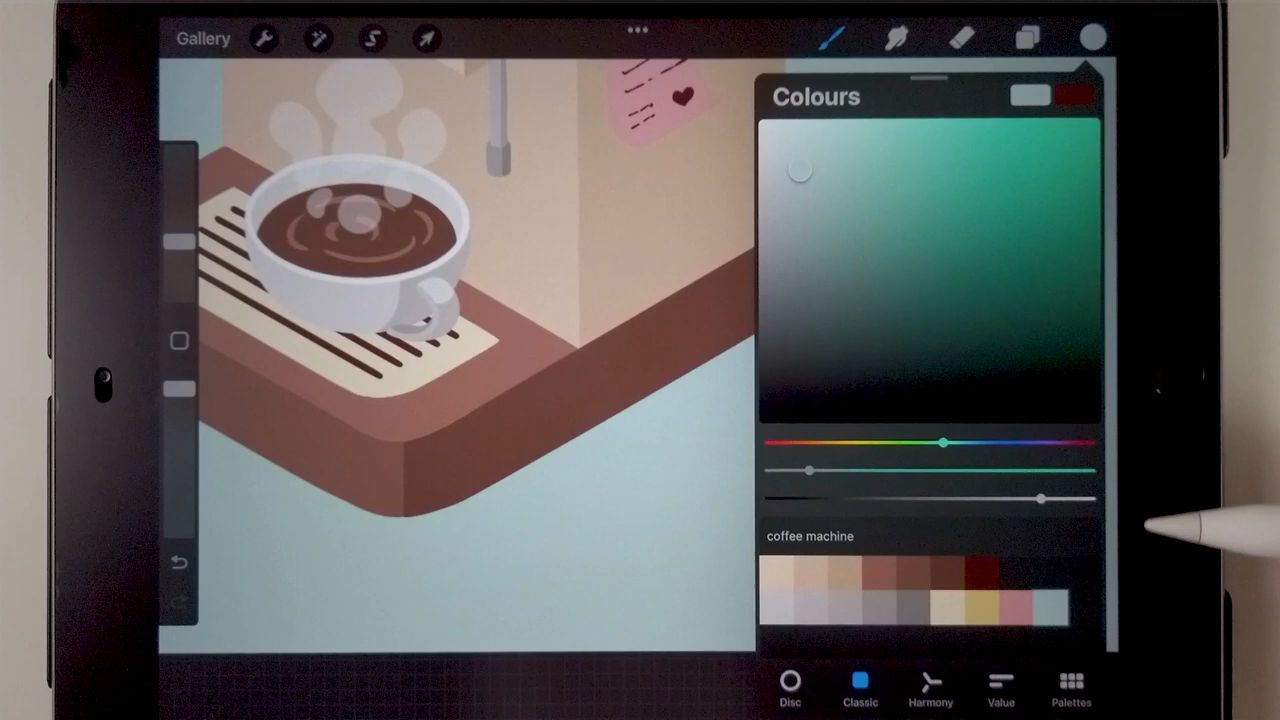 Gallery
Colours
coffee machine
Disc
Classic
Harmony
Value
Palettes